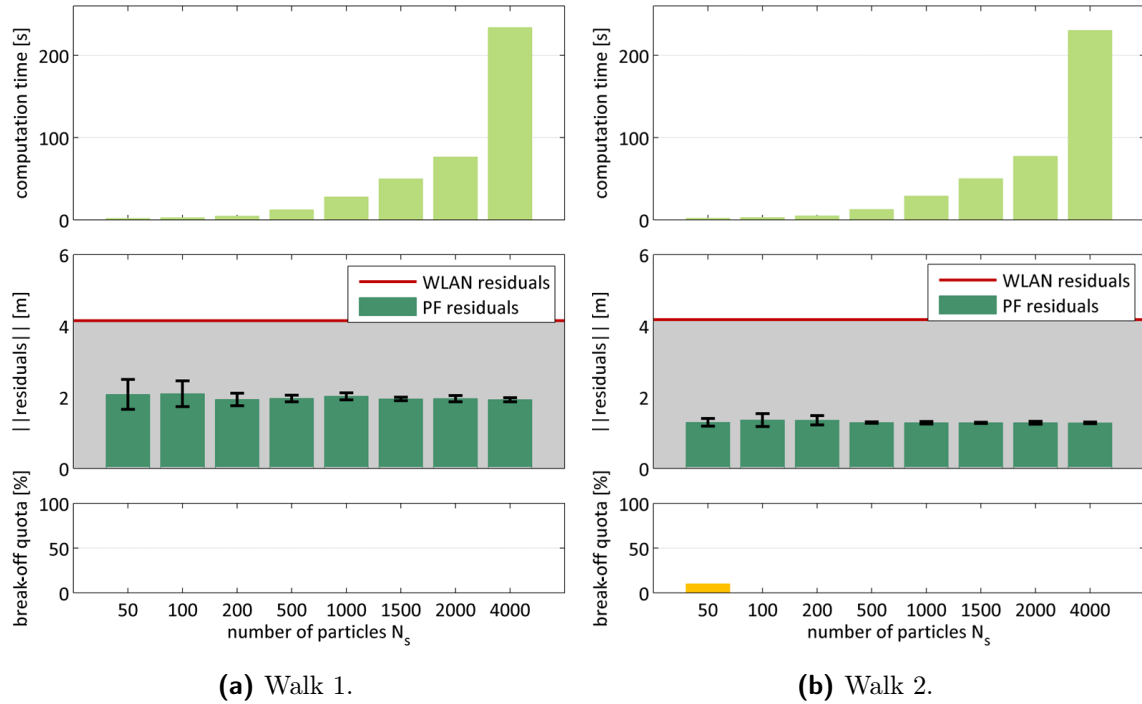 computation time [s]
200
100
0
| |residuals| | [m]
6
4
2
0
WLAN residuals
PF residuals
break-off quota [%]
100
50
0
50 100 200 500 1000 1500 2000 4000
number of particles Ns
(a) Walk 1.
computation time [s]
200
100
0
| |residuals| | [m]
6
4
2
0
WLAN residuals
PF residuals
break-off quota [%]
100
50
0
50 100 200 500 1000 1500 2000 4000
number of particles Ns
(b) Walk 2.